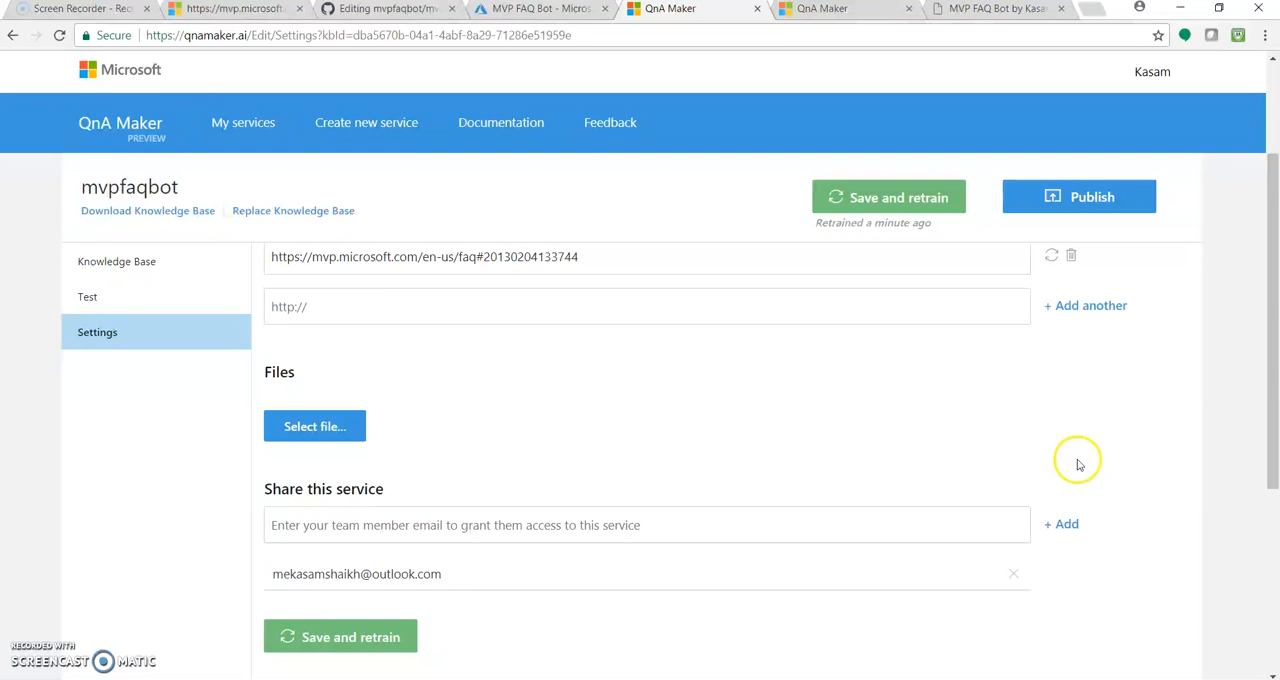 Screen Recorder - Rec
https://mvp.microsoft
Editing mvpfaqbot/m
MVP FAQ Bot - Micros
QnA Maker
QnA Maker
MVP FAQ Bot by Kasa
Secure
https://qnamaker.ai/Edit/Settings?kbId=dba5670b-04a1-4abf-8a29-71286e51959e
Microsoft
Kasam
QnA Maker
PREVIEW
My services
Create new service
Documentation
Feedback
mvpfaqbot
Download Knowledge Base
Replace Knowledge Base
Save and retrain
Publish
Retrained a minute ago
Knowledge Base
https://mvp.microsoft.com/en-us/faq#20130204133744
Test
http://
+ Add another
Settings
Files
Select file...
Share this service
Enter your team member email to grant them access to this service
+ Add
mekasamshaikh@outlook.com
Save and retrain
RECORDED WITH
SCREENCAST MATIC